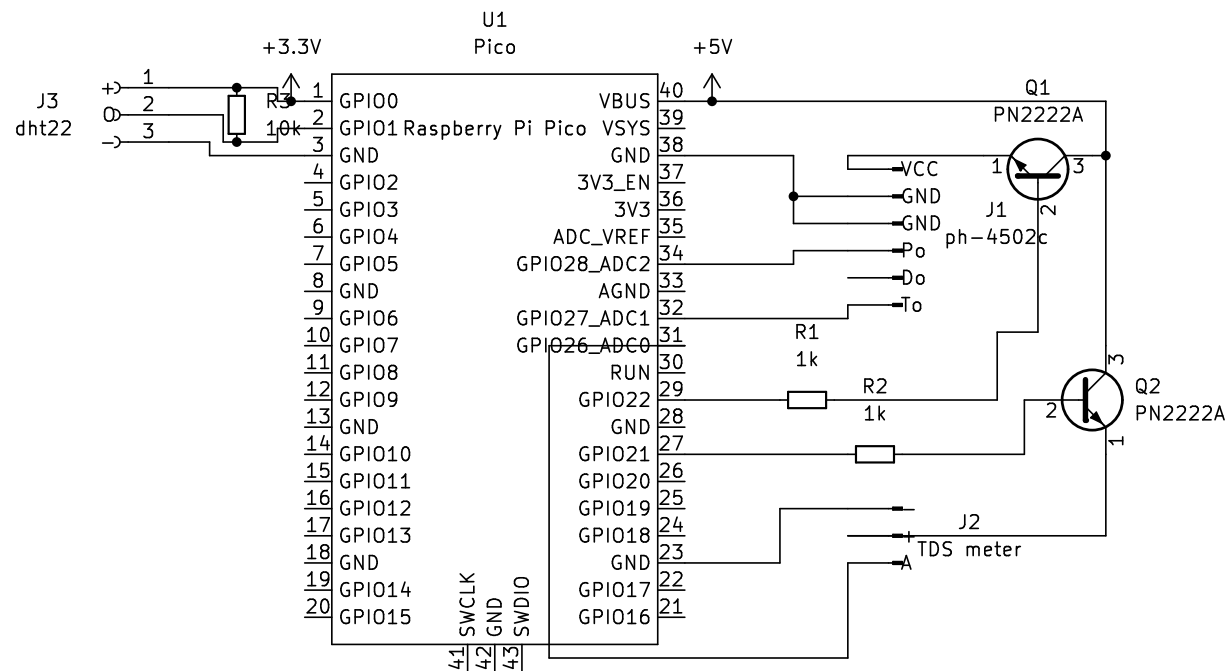 U1
Pico
+3.3V
+5V
J3
dht22
+
1
O
2
-
3
R3
10k
Raspberry Pi Pico
1 GPIO0
2 GPIO1
3 GND
4 GPIO2
5 GPIO3
6 GPIO4
7 GPIO5
8 GND
9 GPIO6
10 GPIO7
11 GPIO8
12 GPIO9
13 GND
14 GPIO10
15 GPIO11
16 GPIO12
17 GPIO13
18 GND
19 GPIO14
20 GPIO15
VBUS 40
VSYS 39
GND 38
3V3_EN 37
3V3 36
ADC_VREF 35
GPIO28_ADC2 34
AGND 33
GPIO27_ADC1 32
GPIO26_ADC0 31
RUN 30
GPIO22 29
GND 28
GPIO21 27
GPIO20 26
GPIO19 25
GPIO18 24
GND 23
GPIO17 22
GPIO16 21
SWCLK 41
GND 42
SWDIO 43
Q1
PN2222A
1
3
2
VCC
GND
GND
Po
Do
To
J1
ph-4502c
R1
1k
R2
1k
3
Q2
PN2222A
2
1
-
+
A
J2
TDS meter